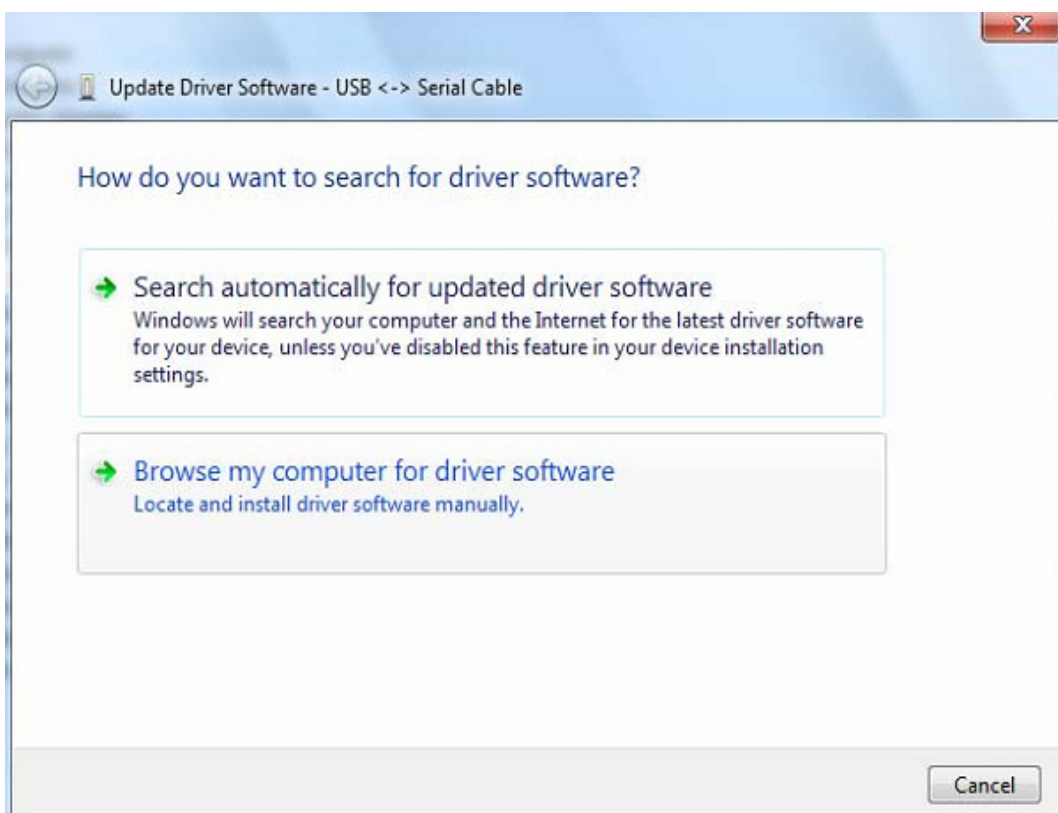 Update Driver Software - USB <-> Serial Cable
How do you want to search for driver software?
Search automatically for updated driver software
Windows will search your computer and the Internet for the latest driver software
for your device, unless you've disabled this feature in your device installation
settings.
Browse my computer for driver software
Locate and install driver software manually.
Cancel